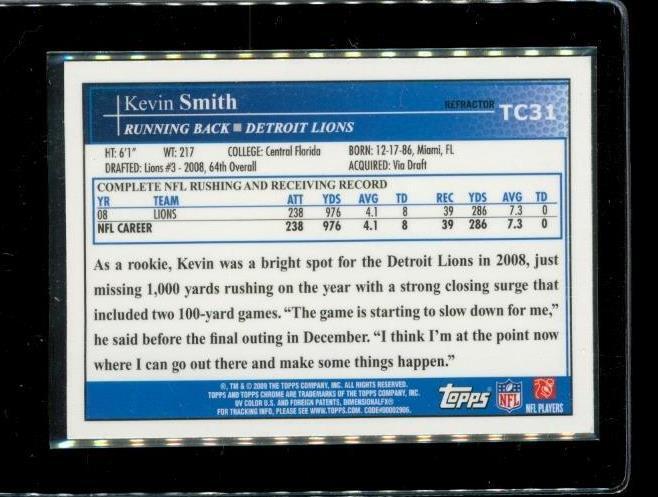 Kevin Smith
REFRACTOR TC31
RUNNING BACK ■ DETROIT LIONS
HT: 6'1" WT: 217 COLLEGE: Central Florida BORN: 12-17-86, Miami, FL
DRAFTED: Lions #3 - 2008, 64th Overall ACQUIRED: Via Draft
COMPLETE NFL RUSHING AND RECEIVING RECORD
YR TEAM ATT YDS AVG TD REC YDS AVG TD
08 LIONS 238 976 4.1 8 39 286 7.3 0
NFL CAREER 238 976 4.1 8 39 286 7.3 0
As a rookie, Kevin was a bright spot for the Detroit Lions in 2008, just
missing 1,000 yards rushing on the year with a strong closing surge that
included two 100-yard games. “The game is starting to slow down for me,”
he said before the final outing in December. “I think I'm at the point now
where I can go out there and make some things happen.”
®, TM & © 2009 THE TOPPS COMPANY, INC. ALL RIGHTS RESERVED.
TOPPS AND TOPPS CHROME ARE TRADEMARKS OF THE TOPPS COMPANY, INC.
UV COLOR U.S. AND FOREIGN PATENTS, DIMENSIONALFX®
FOR TRACKING INFO, PLEASE SEE WWW.TOPPS.COM. CODE#00002906.
Topps
NFL
NFL PLAYERS